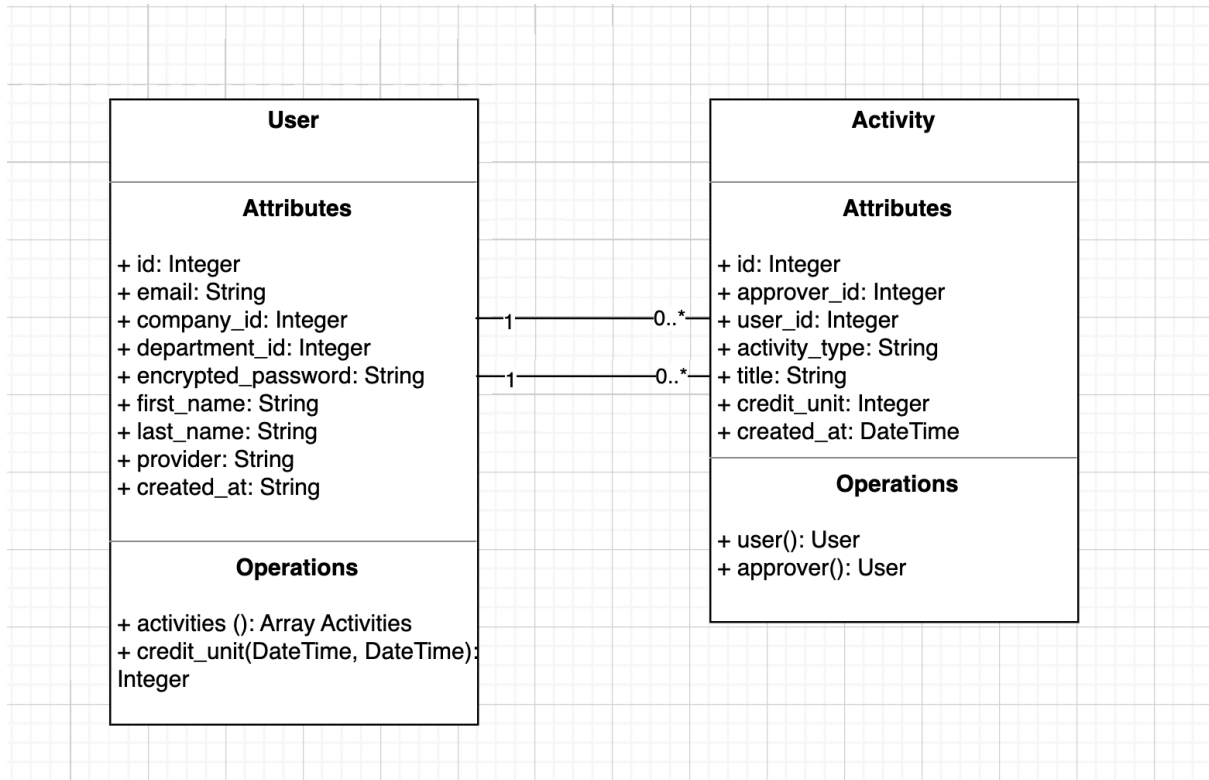 User
Attributes
+ id: Integer
+ email: String
+ company_id: Integer
+ department_id: Integer
+ encrypted_password: String
+ first_name: String
+ last_name: String
+ provider: String
+ created_at: String
Operations
+ activities (): Array Activities
+ credit_unit(DateTime, DateTime):
Integer
1
0..*
1
0..*
Activity
Attributes
+ id: Integer
+ approver_id: Integer
+ user_id: Integer
+ activity_type: String
+ title: String
+ credit_unit: Integer
+ created_at: DateTime
Operations
+ user(): User
+ approver(): User